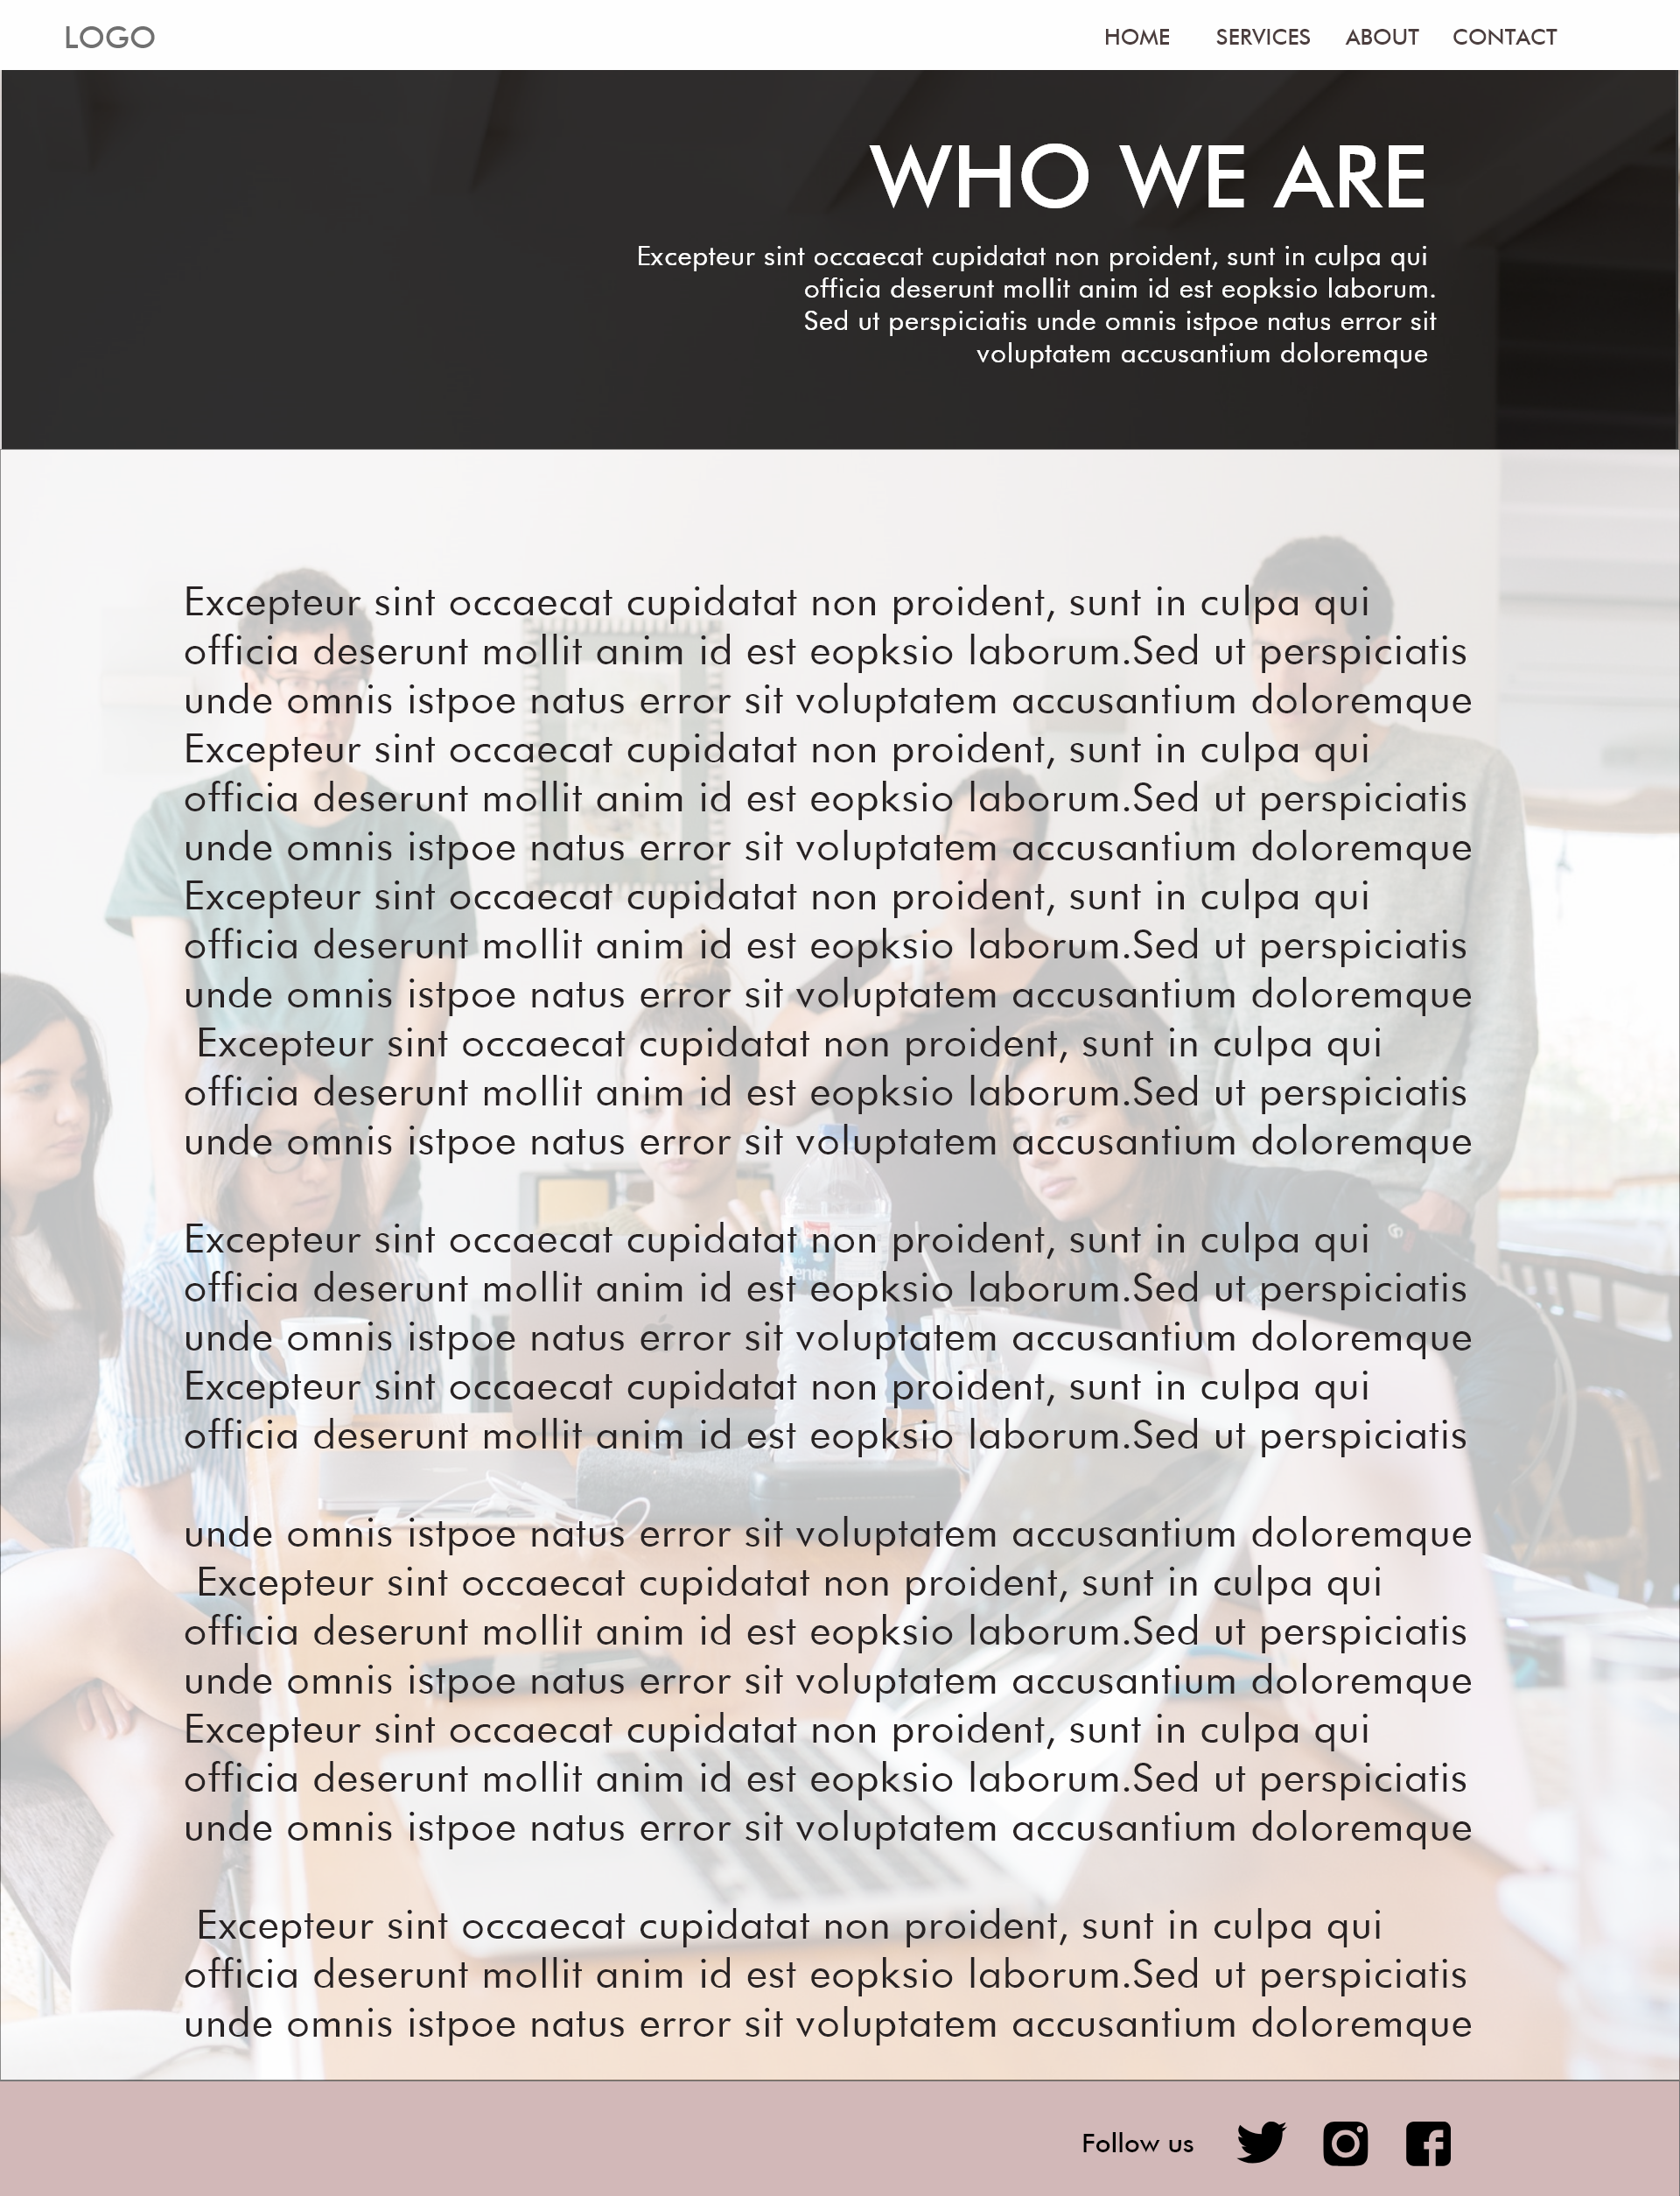 LOGO
HOME SERVICES ABOUT CONTACT
WHO WE ARE
Excepteur sint occaecat cupidatat non proident, sunt in culpa qui
officia deserunt mollit anim id est eopksio laborum.
Sed ut perspiciatis unde omnis istpoe natus error sit
voluptatem accusantium doloremque
Excepteur sint occaecat cupidatat non proident, sunt in culpa qui
officia deserunt mollit anim id est eopksio laborum.Sed ut perspiciatis
unde omnis istpoe natus error sit voluptatem accusantium doloremque
Excepteur sint occaecat cupidatat non proident, sunt in culpa qui
officia deserunt mollit anim id est eopksio laborum.Sed ut perspiciatis
unde omnis istpoe natus error sit voluptatem accusantium doloremque
Excepteur sint occaecat cupidatat non proident, sunt in culpa qui
officia deserunt mollit anim id est eopksio laborum.Sed ut perspiciatis
unde omnis istpoe natus error sit voluptatem accusantium doloremque
Excepteur sint occaecat cupidatat non proident, sunt in culpa qui
officia deserunt mollit anim id est eopksio laborum.Sed ut perspiciatis
unde omnis istpoe natus error sit voluptatem accusantium doloremque
Excepteur sint occaecat cupidatat non proident, sunt in culpa qui
officia deserunt mollit anim id est eopksio laborum.Sed ut perspiciatis
unde omnis istpoe natus error sit voluptatem accusantium doloremque
Excepteur sint occaecat cupidatat non proident, sunt in culpa qui
officia deserunt mollit anim id est eopksio laborum.Sed ut perspiciatis
unde omnis istpoe natus error sit voluptatem accusantium doloremque
Excepteur sint occaecat cupidatat non proident, sunt in culpa qui
officia deserunt mollit anim id est eopksio laborum.Sed ut perspiciatis
unde omnis istpoe natus error sit voluptatem accusantium doloremque
Excepteur sint occaecat cupidatat non proident, sunt in culpa qui
officia deserunt mollit anim id est eopksio laborum.Sed ut perspiciatis
unde omnis istpoe natus error sit voluptatem accusantium doloremque
Excepteur sint occaecat cupidatat non proident, sunt in culpa qui
officia deserunt mollit anim id est eopksio laborum.Sed ut perspiciatis
unde omnis istpoe natus error sit voluptatem accusantium doloremque
Follow us